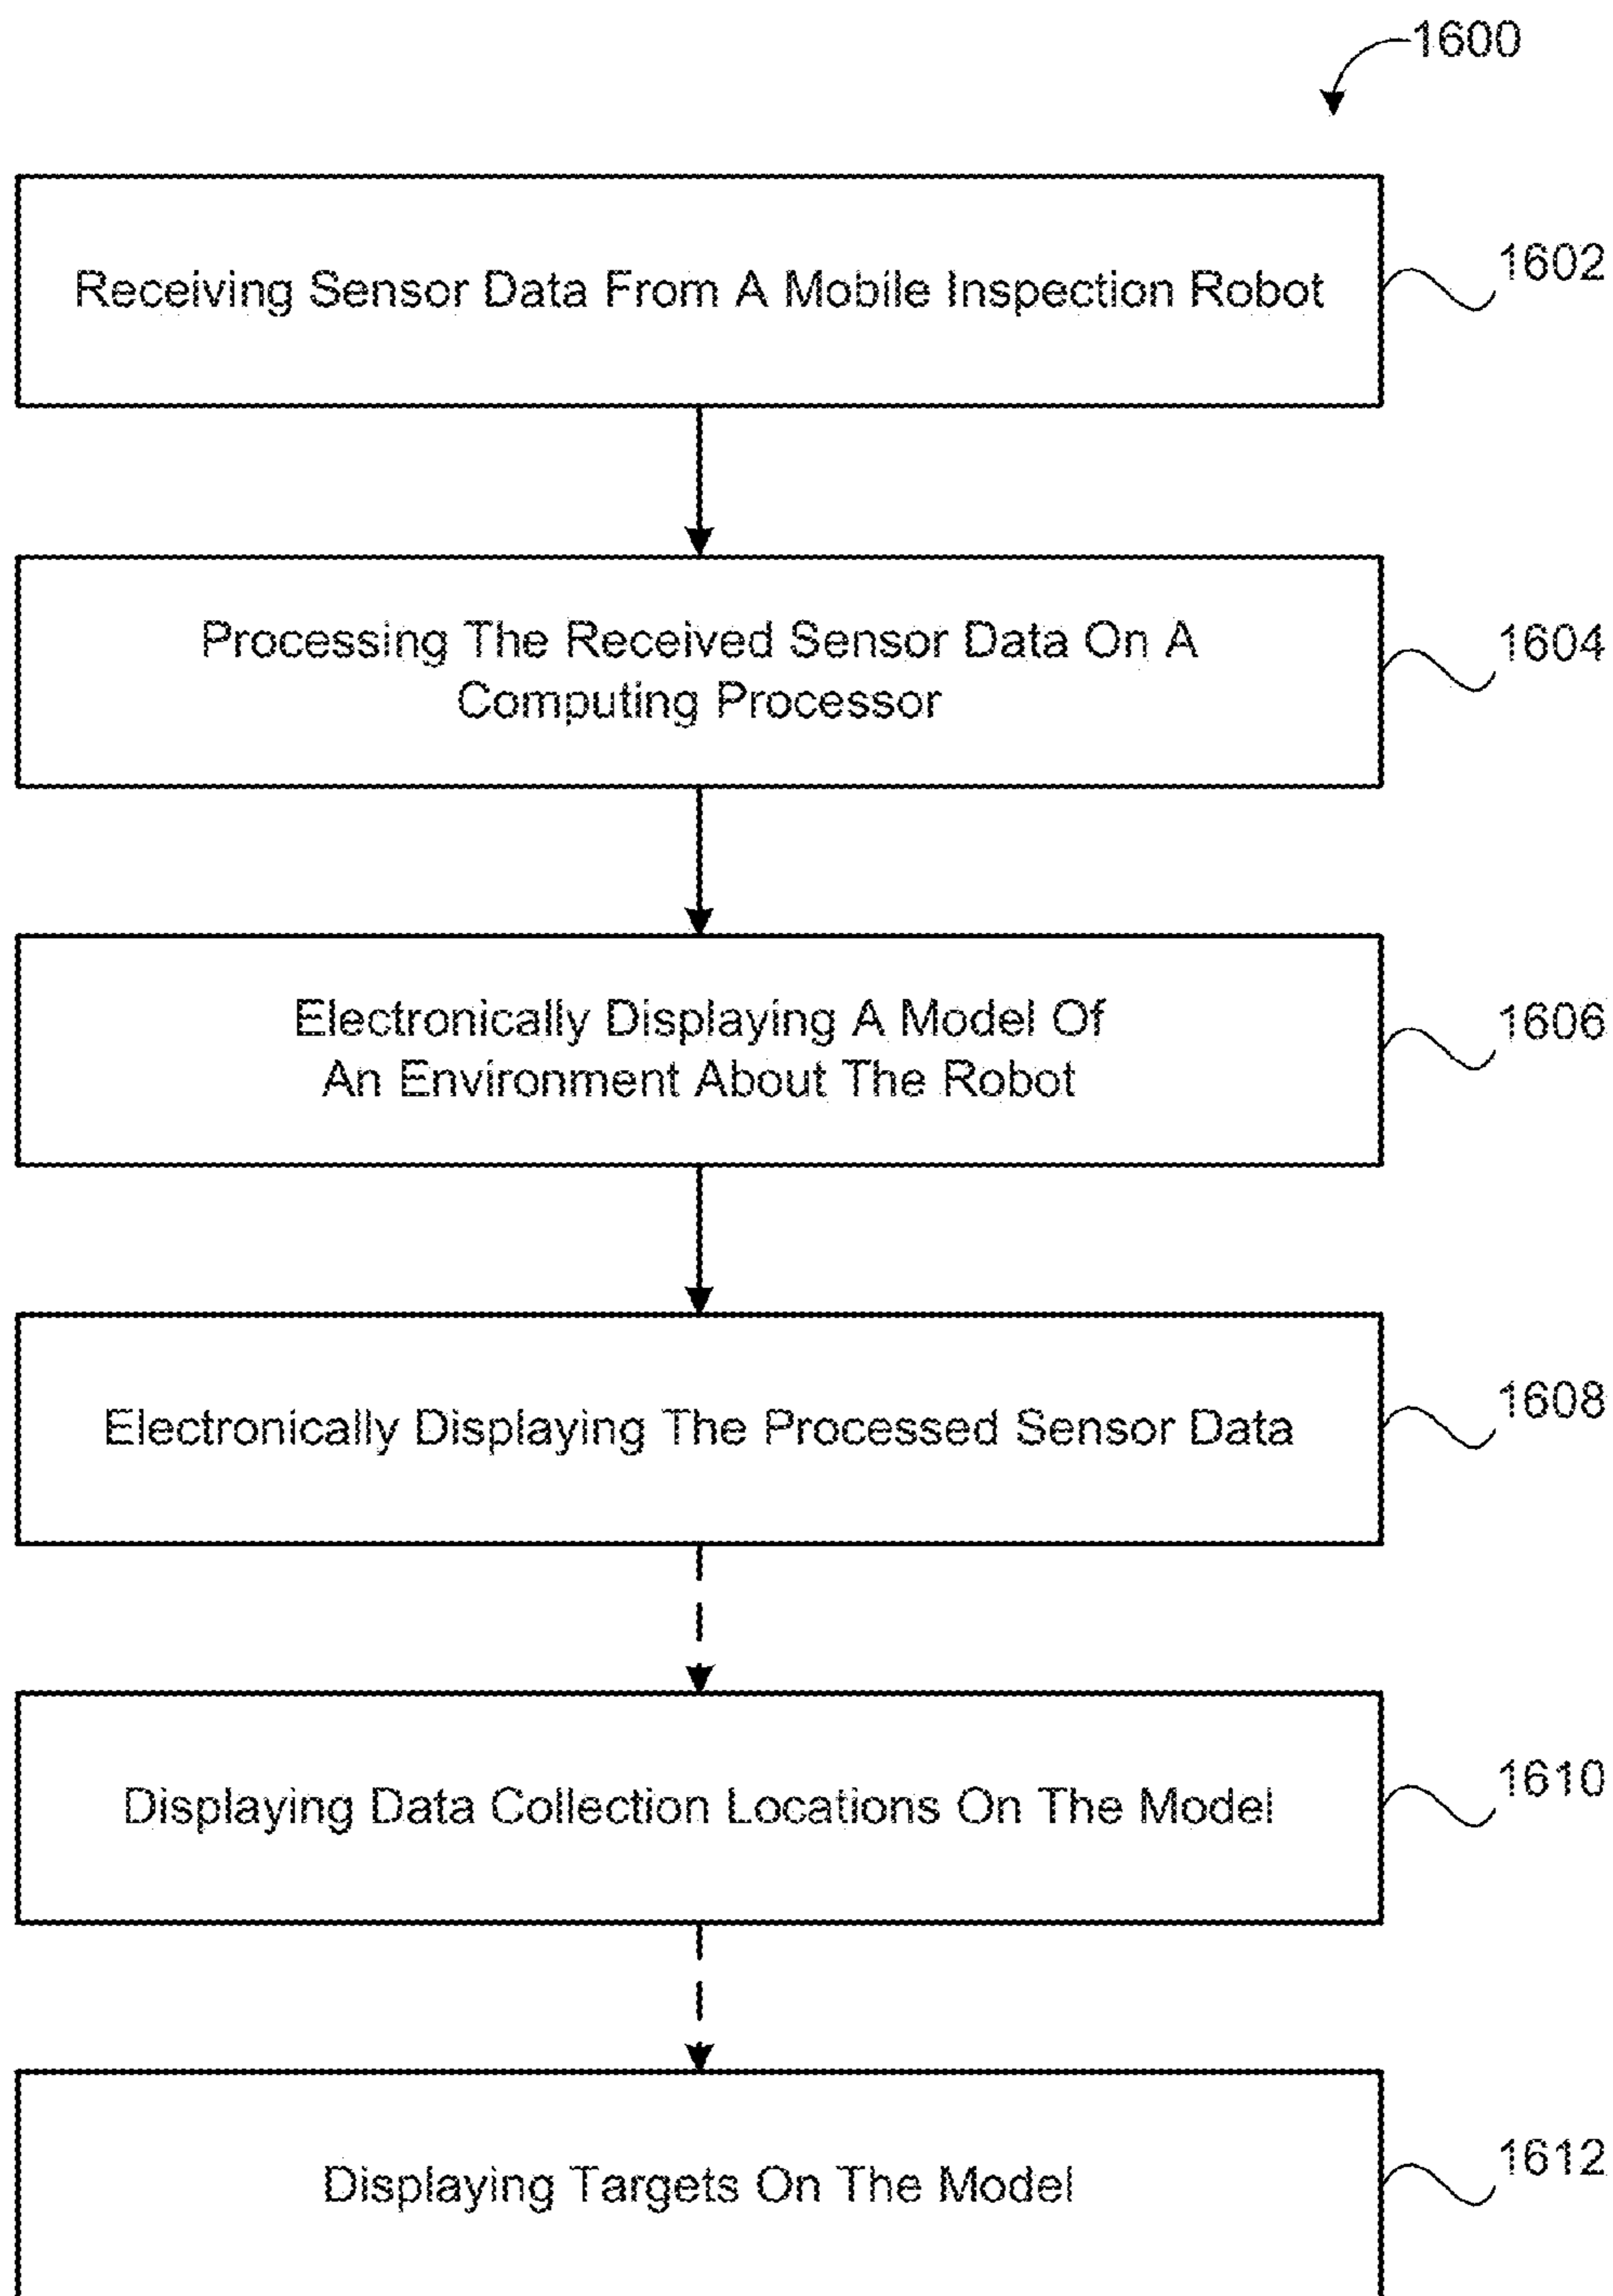 1600
Receiving Sensor Data From A Mobile Inspection Robot
1602
Processing The Received Sensor Data On A
Computing Processor
1604
Electronically Displaying A Model Of
An Environment About The Robot
1606
Electronically Displaying The Processed Sensor Data
1608
Displaying Data Collection Locations On The Model
1610
Displaying Targets On The Model
1612